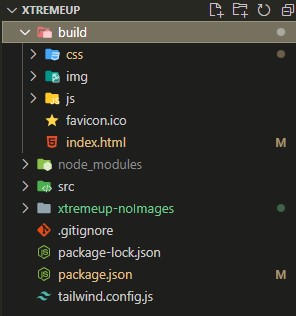 XTREMEUP
build
css
img
js
favicon.ico
index.html M
node_modules
src
xtremeup-noImages
.gitignore
package-lock.json
package.json M
tailwind.config.js